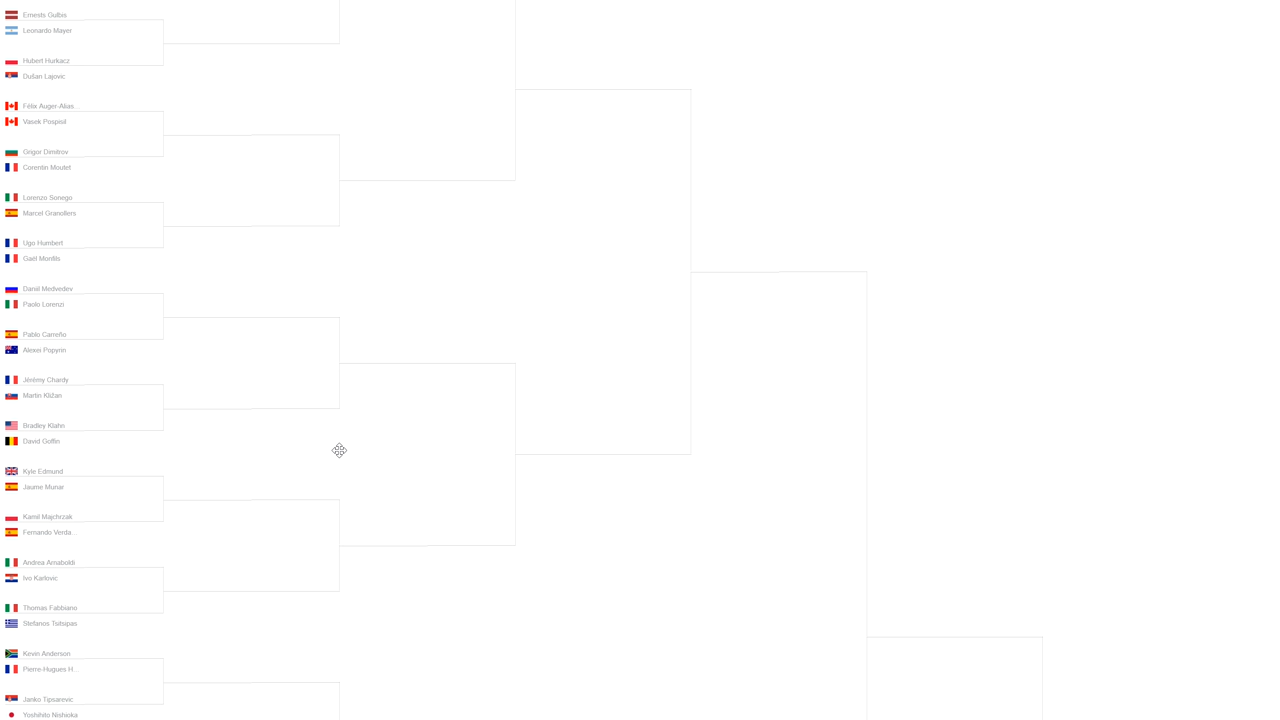 Ernests Gulbis
Leonardo Mayer
Hubert Hurkacz
Dušan Lajovic
Félix Auger-Alias...
Vasek Pospisil
Grigor Dimitrov
Corentin Moutet
Lorenzo Sonego
Marcel Granollers
Ugo Humbert
Gaël Monfils
Daniil Medvedev
Paolo Lorenzi
Pablo Carreño
Alexei Popyrin
Jérémy Chardy
Martin Kližan
Bradley Klahn
David Goffin
Kyle Edmund
Jaume Munar
Kamil Majchrzak
Fernando Verda...
Andrea Arnaboldi
Ivo Karlovic
Thomas Fabbiano
Stefanos Tsitsipas
Kevin Anderson
Pierre-Hugues H...
Janko Tipsarevic
Yoshihito Nishioka